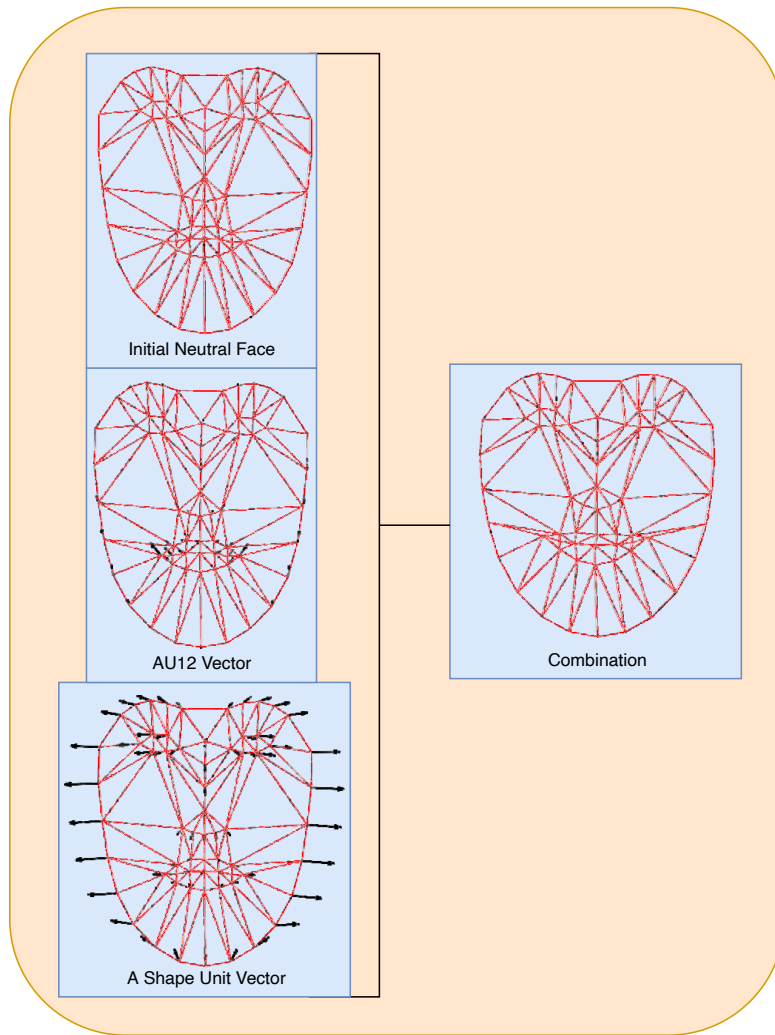 Initial Neutral Face
AU12 Vector
Combination
A Shape Unit Vector